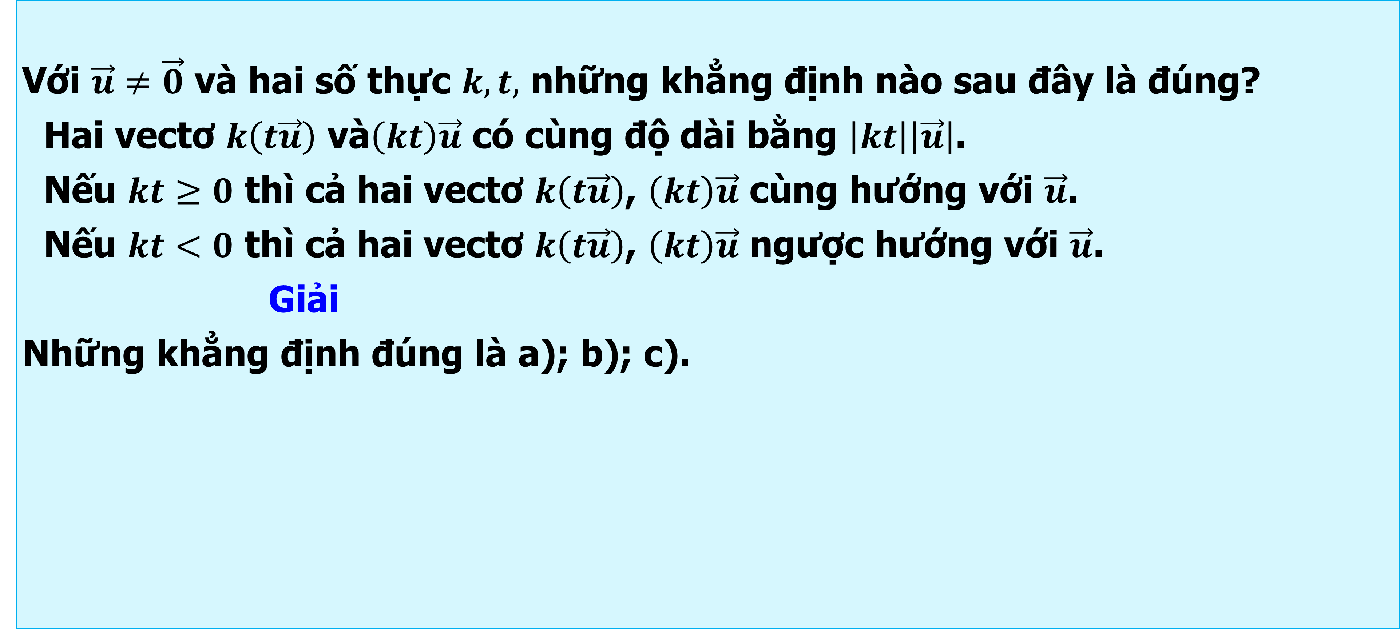 Với \vec{u} ≠ \vec{0} và hai số thực k, t, những khẳng định nào sau đây là đúng?
Hai vectơ k(t\vec{u}) và(kt)\vec{u} có cùng độ dài bằng |kt||\vec{u}|.
Nếu kt ≥ 0 thì cả hai vectơ k(t\vec{u}), (kt)\vec{u} cùng hướng với \vec{u}.
Nếu kt < 0 thì cả hai vectơ k(t\vec{u}), (kt)\vec{u} ngược hướng với \vec{u}.
Giải
Những khẳng định đúng là a); b); c).